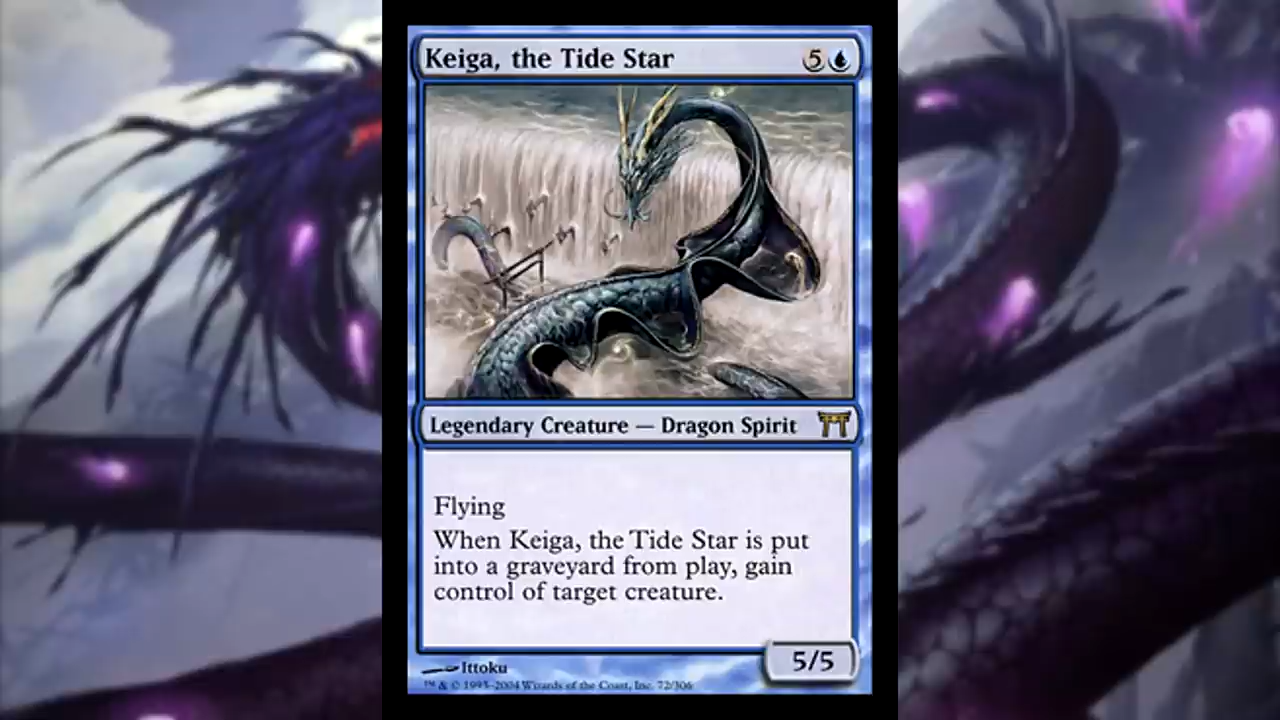 Keiga, the Tide Star 5
Legendary Creature — Dragon Spirit
Flying
When Keiga, the Tide Star is put
into a graveyard from play, gain
control of target creature.
5/5
Ittoku
™ & © 1993-2004 Wizards of the Coast, Inc. 72/306